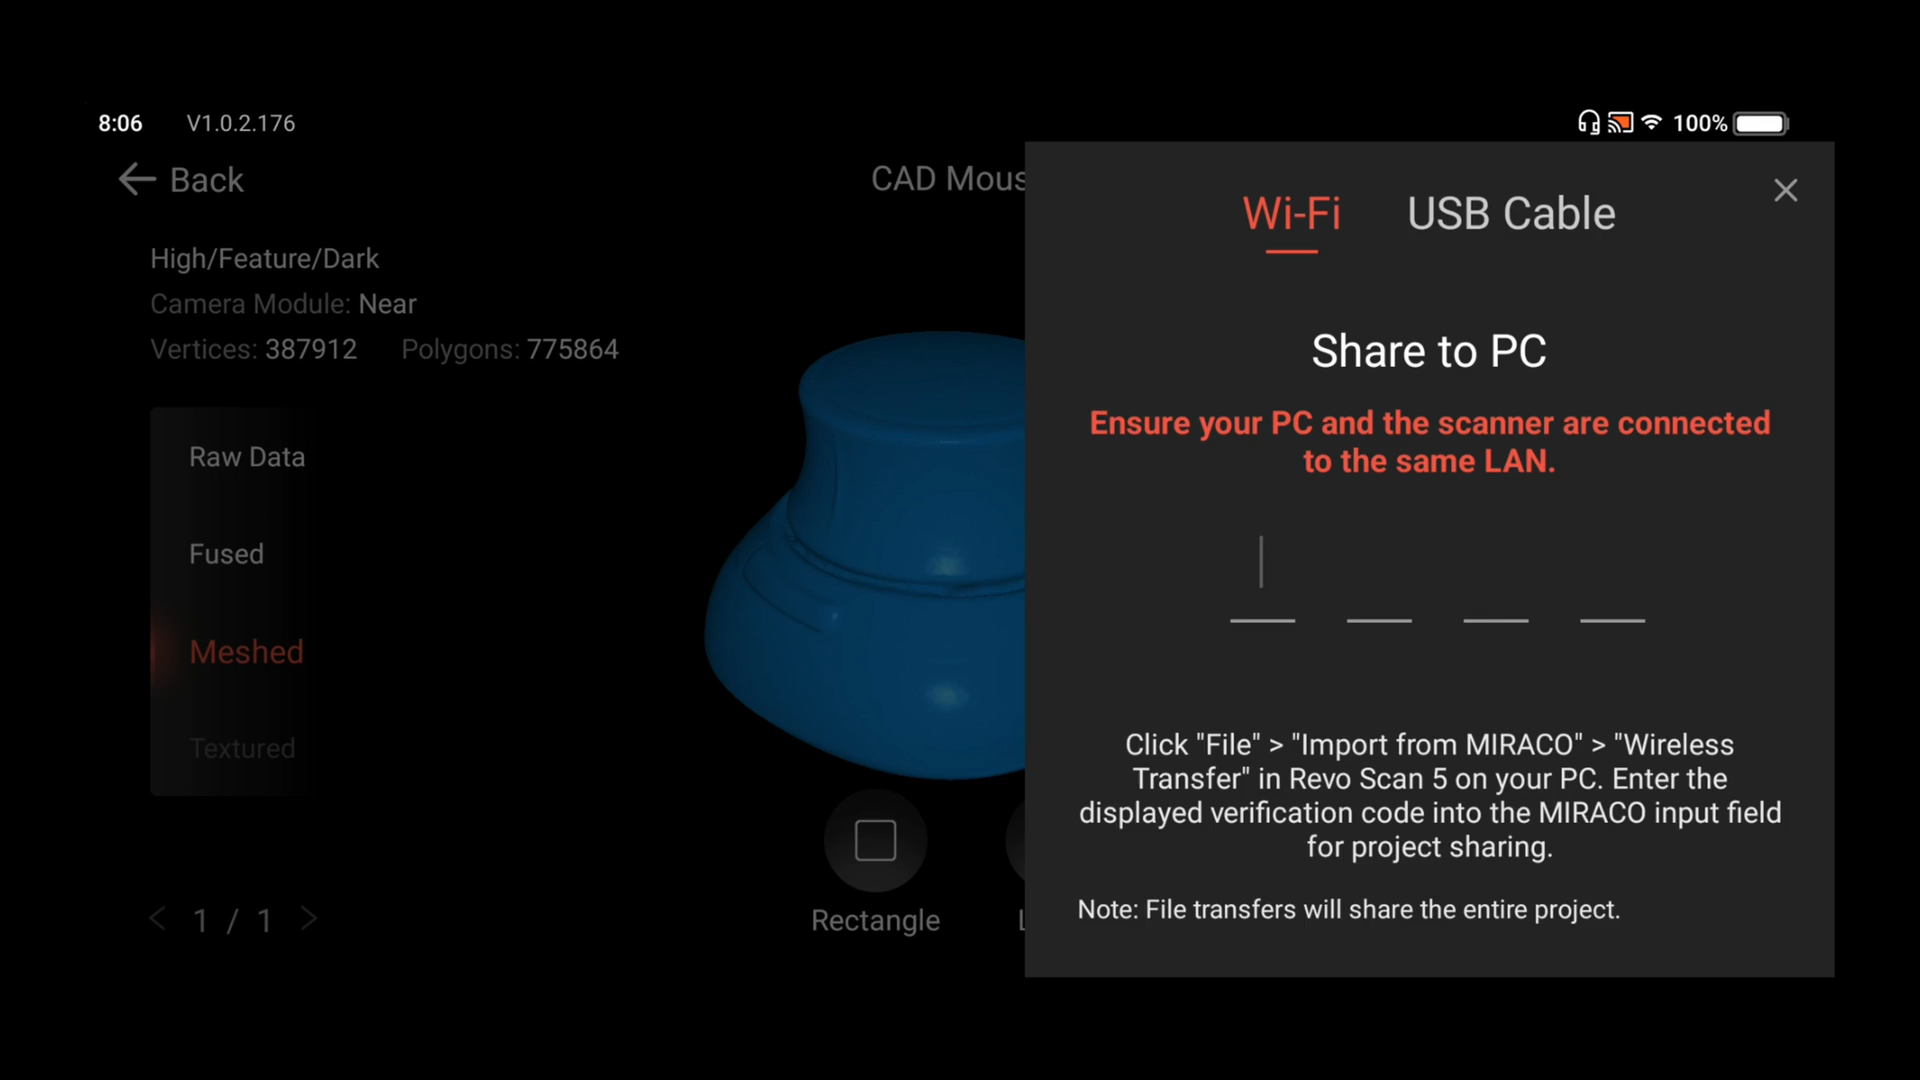 8:06 V1.0.2.176 100%
Back
CAD Mous
High/Feature/Dark
Camera Module: Near
Vertices: 387912 Polygons: 775864
Raw Data
Fused
Meshed
Textured
1 / 1
Rectangle
Wi-Fi USB Cable
Share to PC
Ensure your PC and the scanner are connected
to the same LAN.
Click "File" > "Import from MIRACO" > "Wireless
Transfer" in Revo Scan 5 on your PC. Enter the
displayed verification code into the MIRACO input field
for project sharing.
Note: File transfers will share the entire project.